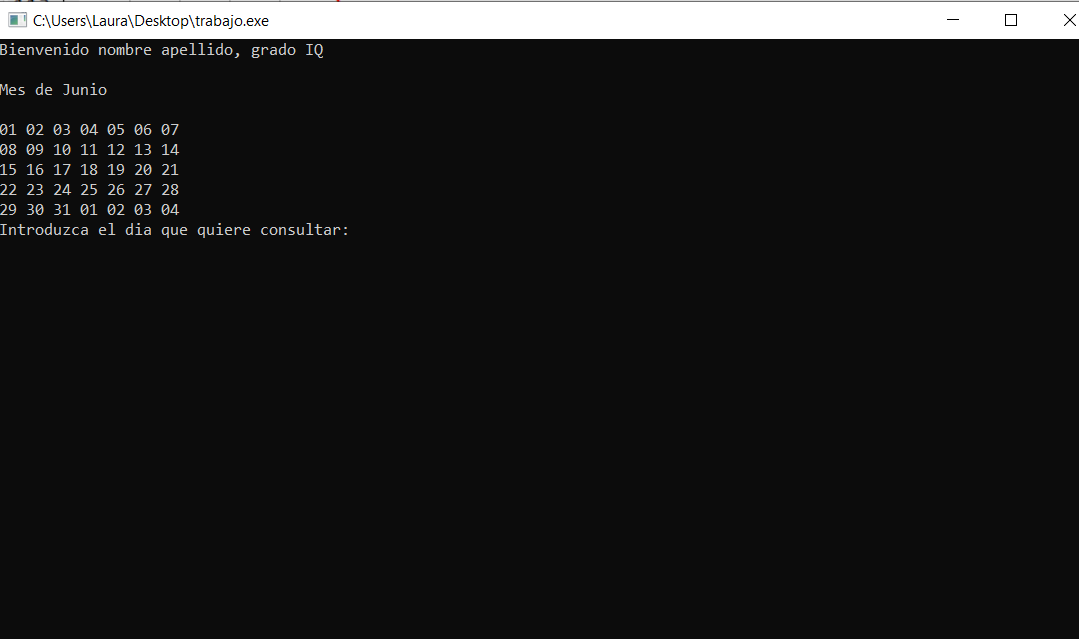 C:\Users\Laura\Desktop\trabajo.exe
Bienvenido nombre apellido, grado IQ
Mes de Junio
01 02 03 04 05 06 07
08 09 10 11 12 13 14
15 16 17 18 19 20 21
22 23 24 25 26 27 28
29 30 31 01 02 03 04
Introduzca el dia que quiere consultar: